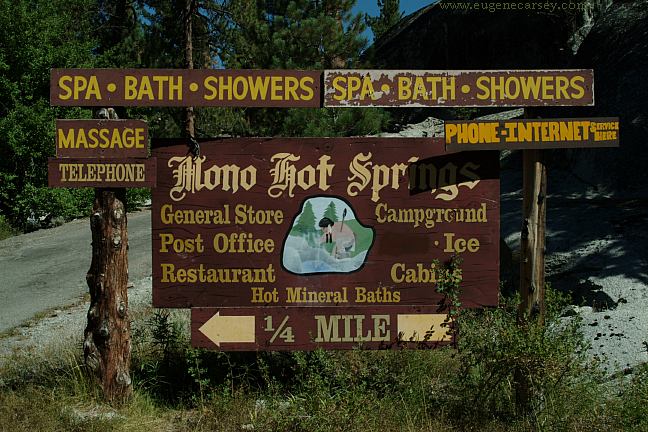 www.eugenecarsey.com
SPA • BATH • SHOWERS SPA • BATH • SHOWERS
MASSAGE
TELEPHONE
PHONE-INTERNET SERVICE HERE
Mono Hot Springs
General Store Campground
Post Office · Ice
Restaurant Cabins
Hot Mineral Baths
1/4 MILE